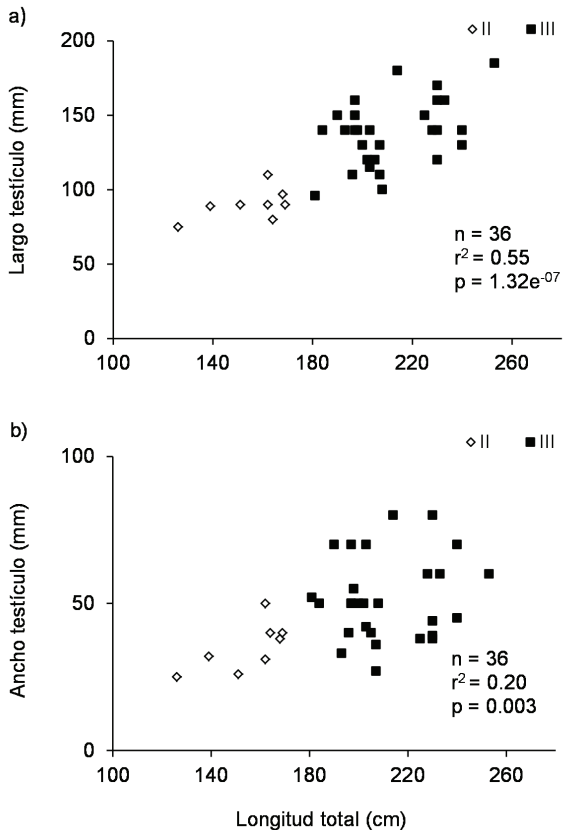 a)
◇ II ■ III
200
150
100
50
0
Largo testículo (mm)
n = 36
r² = 0.55
p = 1.32e⁻⁰⁷
100 140 180 220 260
b)
◇ II ■ III
100
50
0
Ancho testículo (mm)
n = 36
r² = 0.20
p = 0.003
100 140 180 220 260
Longitud total (cm)